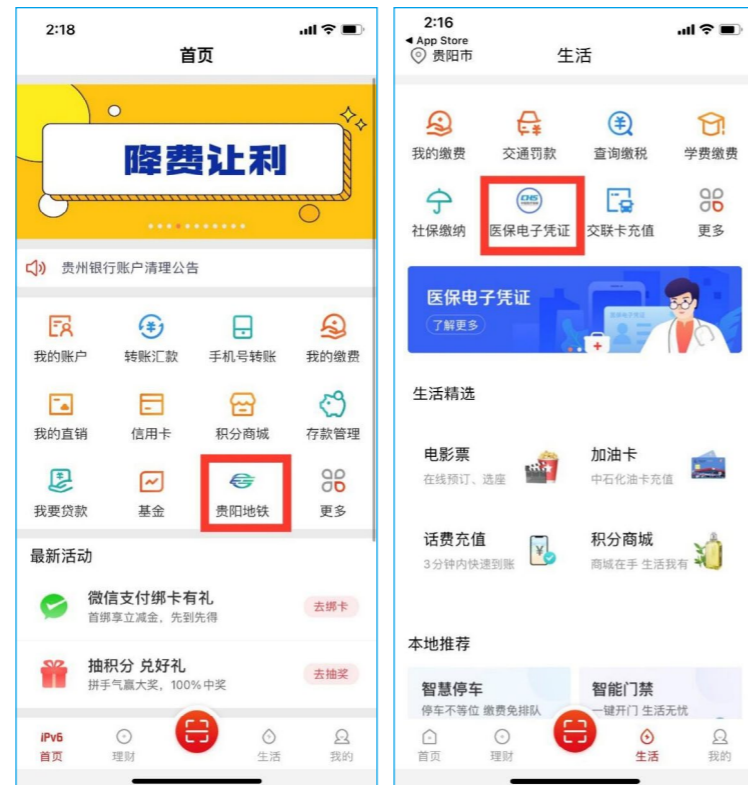 2:18
首页
降费让利
贵州银行账户清理公告
我的账户
转账汇款
手机号转账
我的缴费
我的直销
信用卡
积分商城
存款管理
我要贷款
基金
贵阳地铁
更多
最新活动
微信支付绑卡有礼
首绑享立减金，先到先得
去绑卡
抽积分 兑好礼
拼手气赢大奖，100%中奖
去抽奖
IPv6
首页
理财
生活
我的
2:16
◀ App Store
贵阳市
生活
我的缴费
交通罚款
查询缴税
学费缴费
社保缴纳
CHS
医保电子凭证
交联卡充值
更多
医保电子凭证
了解更多
医保电子凭证
生活精选
电影票
在线预订、选座
加油卡
中石化油卡充值
话费充值
3分钟内快速到账
积分商城
商城在手 生活我有
本地推荐
智慧停车
停车不等位 缴费免排队
智能门禁
一键开门 生活无忧
首页
理财
生活
我的